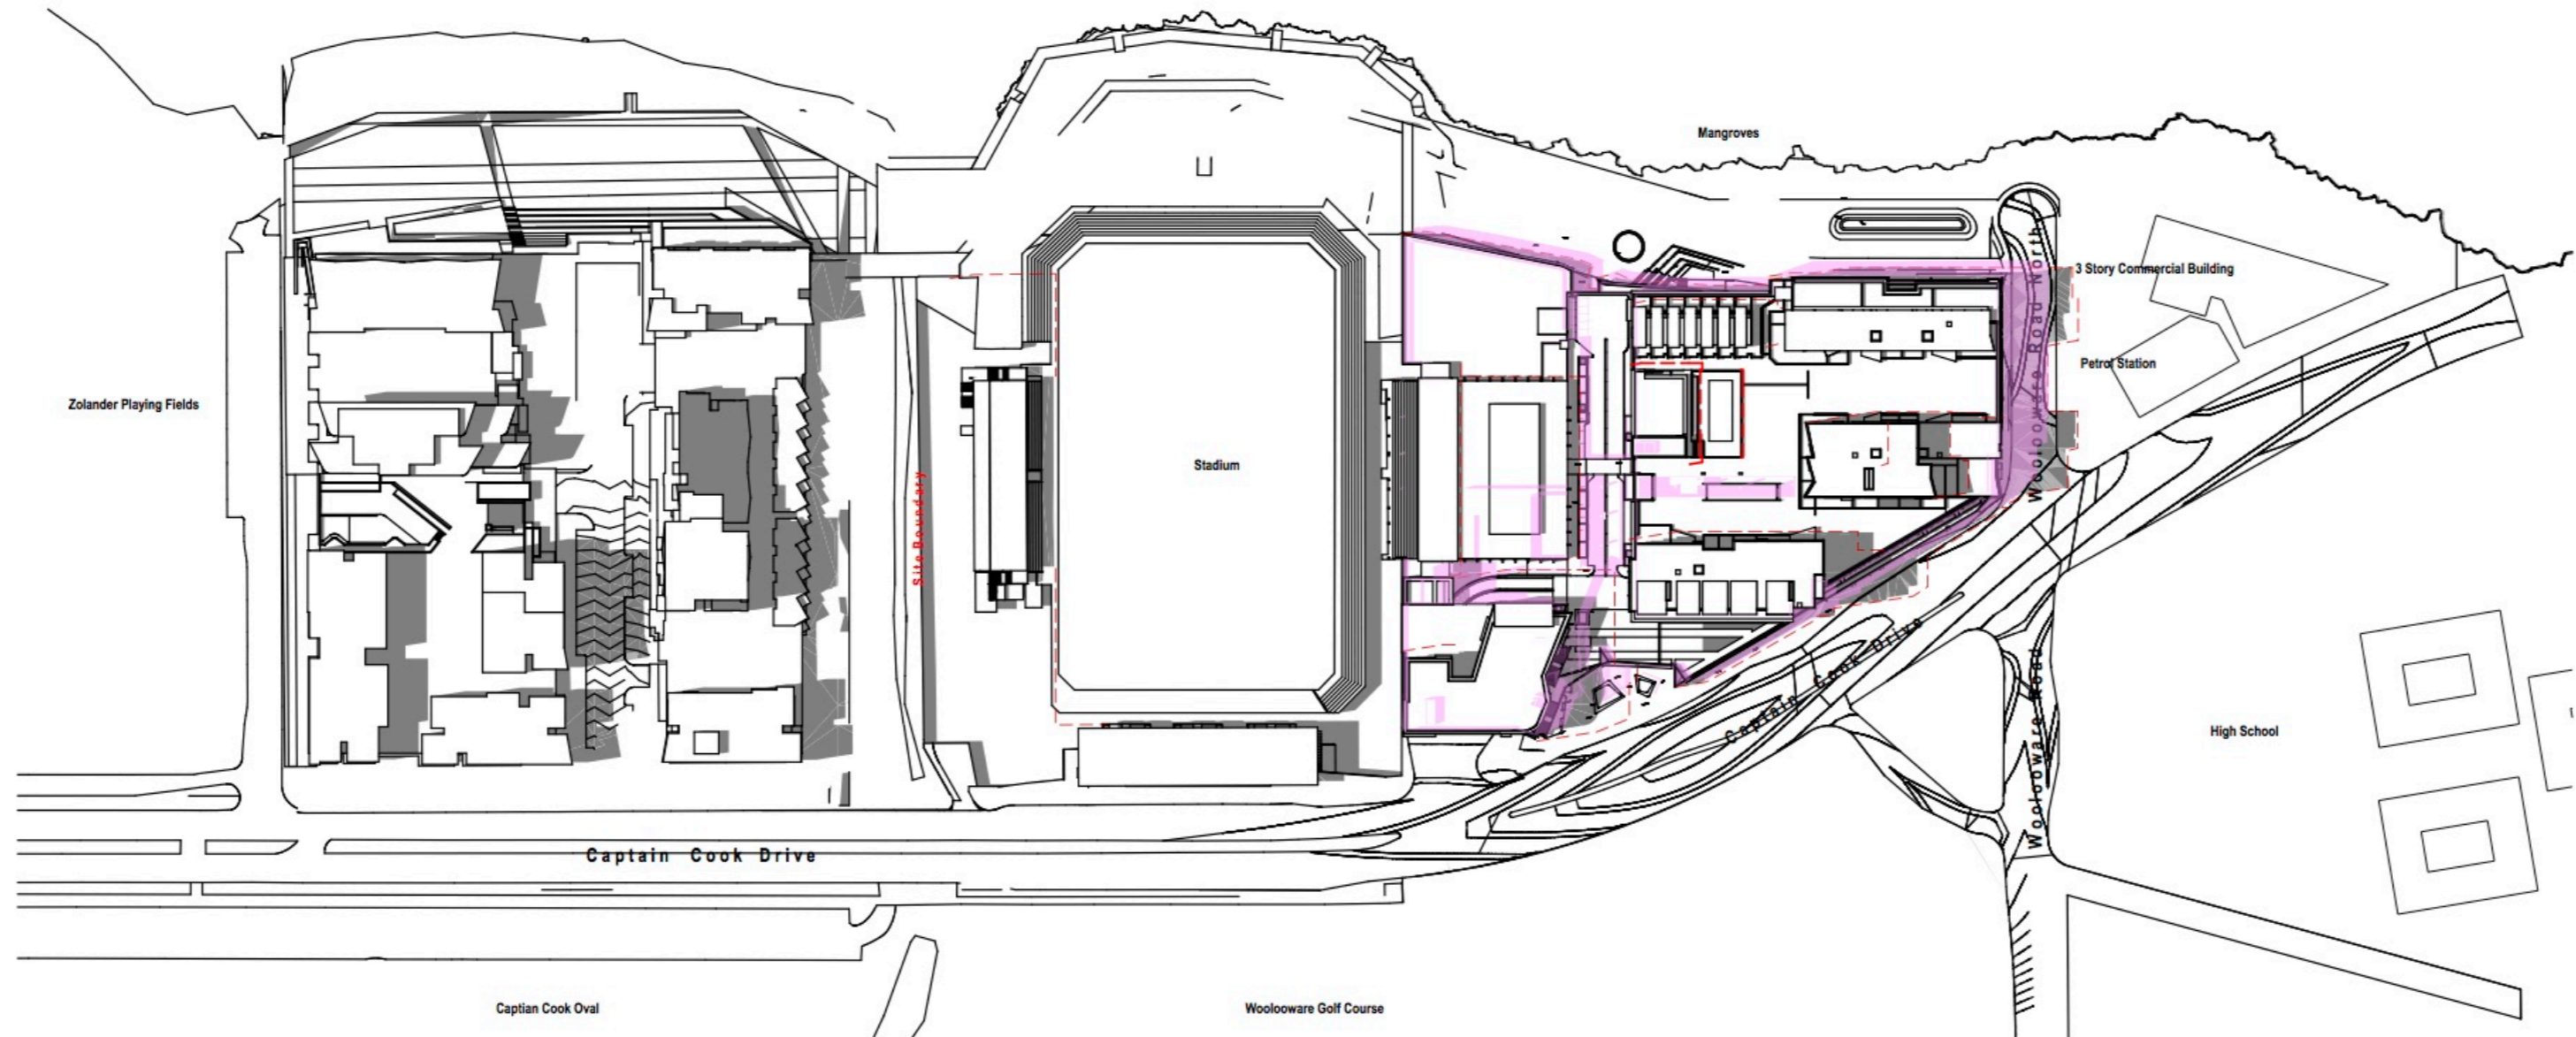 Mangroves
3 Story Commercial Building
Woolooware Road North
Petrol Station
Zolander Playing Fields
Stadium
Site Boundary
Captain Cook Drive
Woolooware Road
High School
Captain Cook Drive
Captian Cook Oval
Woolooware Golf Course